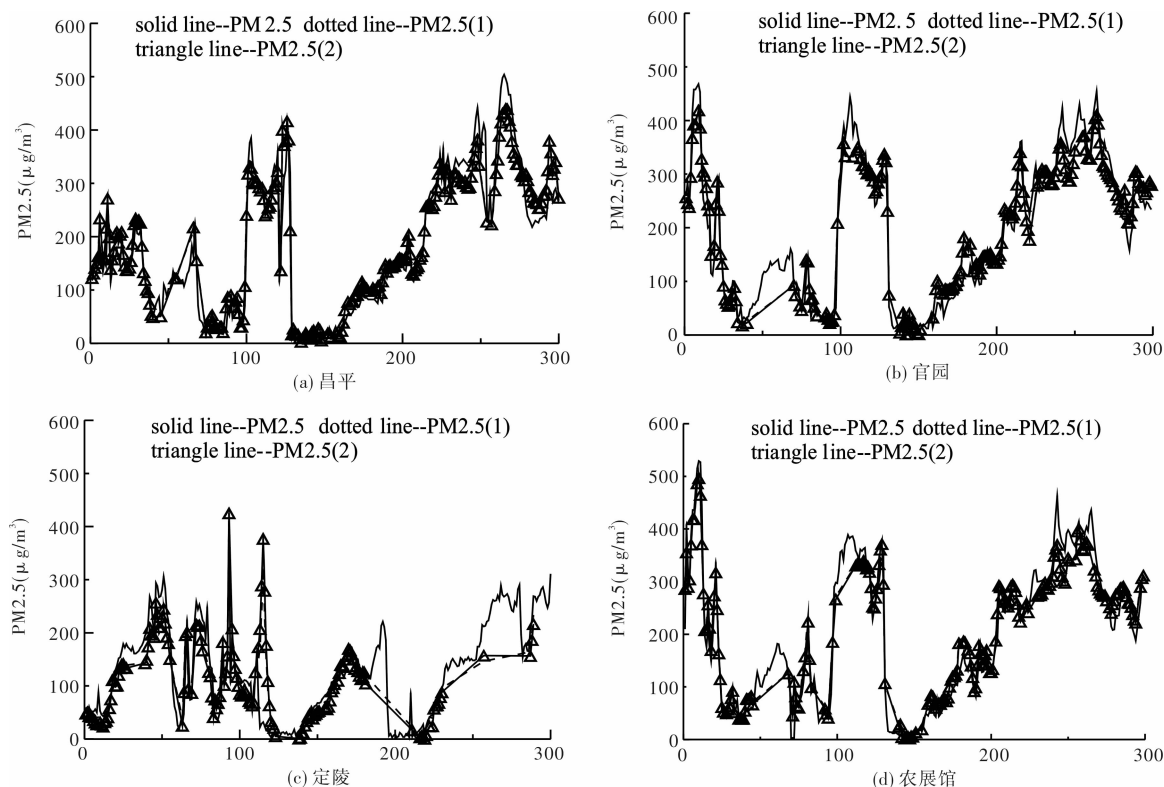 solid line--PM 2.5 dotted line--PM2.5(1)
triangle line--PM2.5(2)
PM2.5(μ g/m³)
600
500
400
300
200
100
0
0 100 200 300
(a) 昌平
solid line--PM2. 5 dotted line--PM2.5(1)
triangle line--PM2.5(2)
PM2.5(μ g/m³)
600
500
400
300
200
100
0
0 100 200 300
(b) 官园
solid line--PM2.5 dotted line--PM2.5(1)
triangle line--PM2.5(2)
PM2.5(μ g/m³)
600
500
400
300
200
100
0
0 100 200 300
(c) 定陵
solid line--PM2.5 dotted line--PM2.5(1)
triangle line--PM2.5(2)
PM2.5(μ g/m³)
600
500
400
300
200
100
0
0 100 200 300
(d) 农展馆